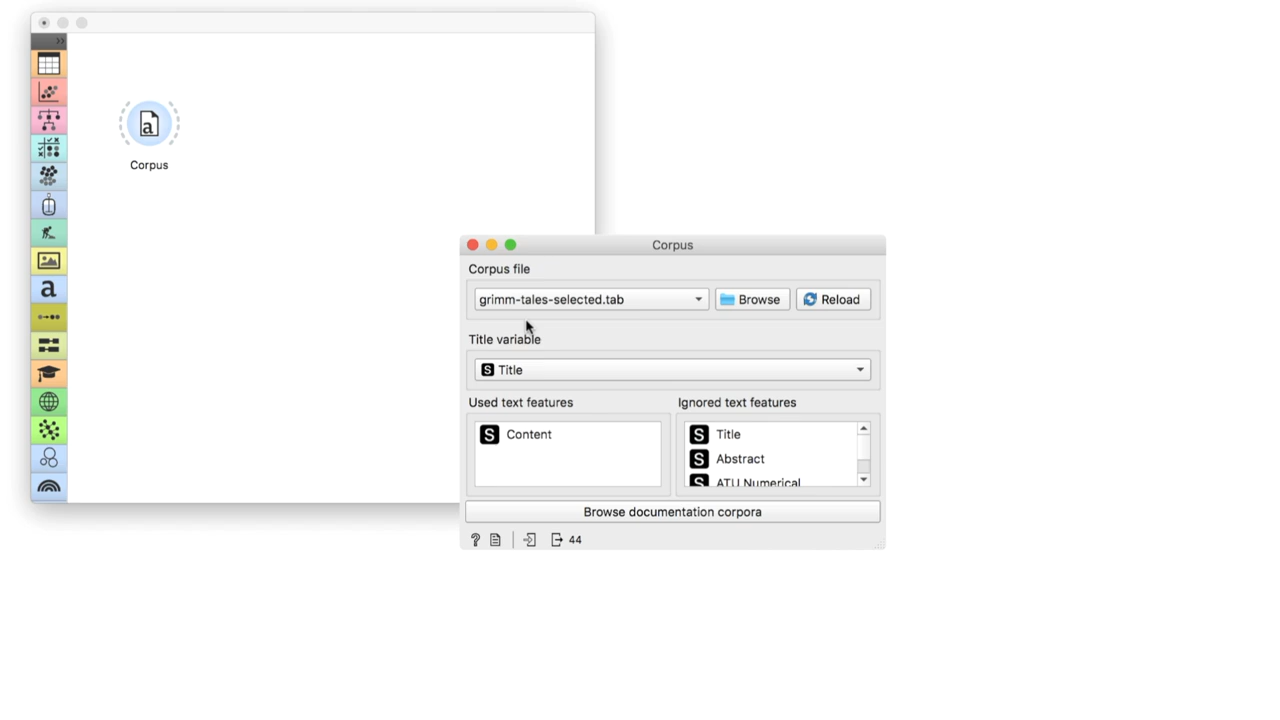 Corpus
Corpus
Corpus file
grimm-tales-selected.tab
Browse
Reload
Title variable
S Title
Used text features
Ignored text features
S Content
S Title
S Abstract
S ATU Numerical
Browse documentation corpora
? 44